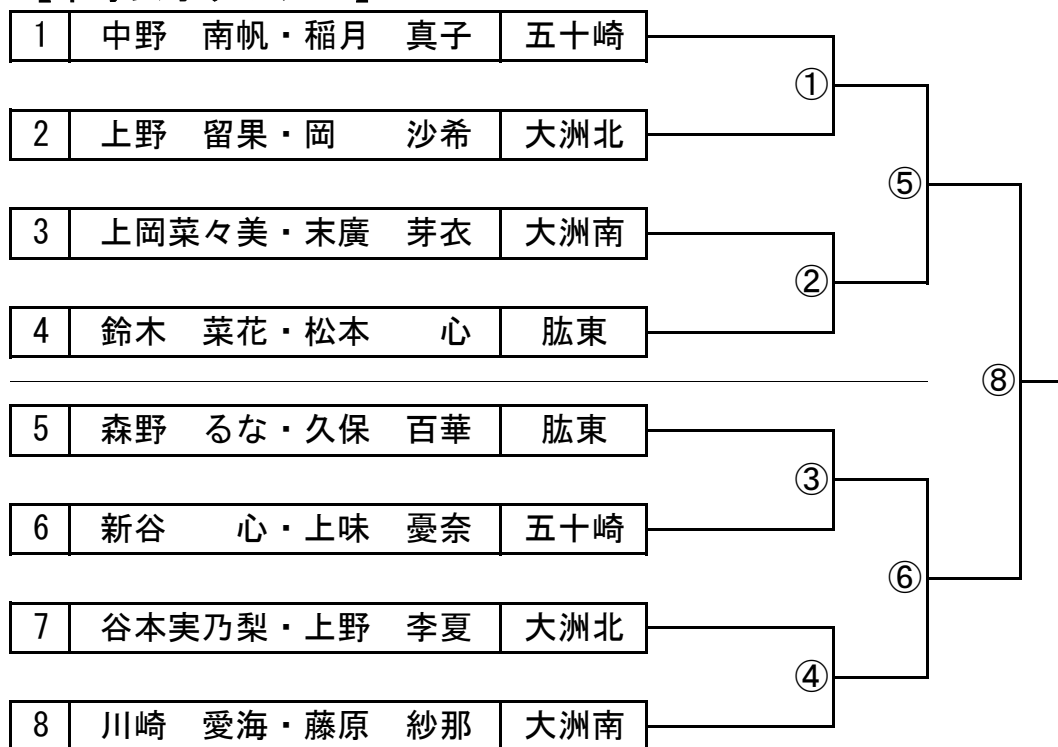 1 中野 南帆・稲月 真子 五十崎
①
2 上野 留果・岡 沙希 大洲北
⑤
3 上岡菜々美・末廣 芽衣 大洲南
②
4 鈴木 菜花・松本 心 肱東
⑧
5 森野 るな・久保 百華 肱東
③
6 新谷 心・上味 憂奈 五十崎
⑥
7 谷本実乃梨・上野 李夏 大洲北
④
8 川崎 愛海・藤原 紗那 大洲南